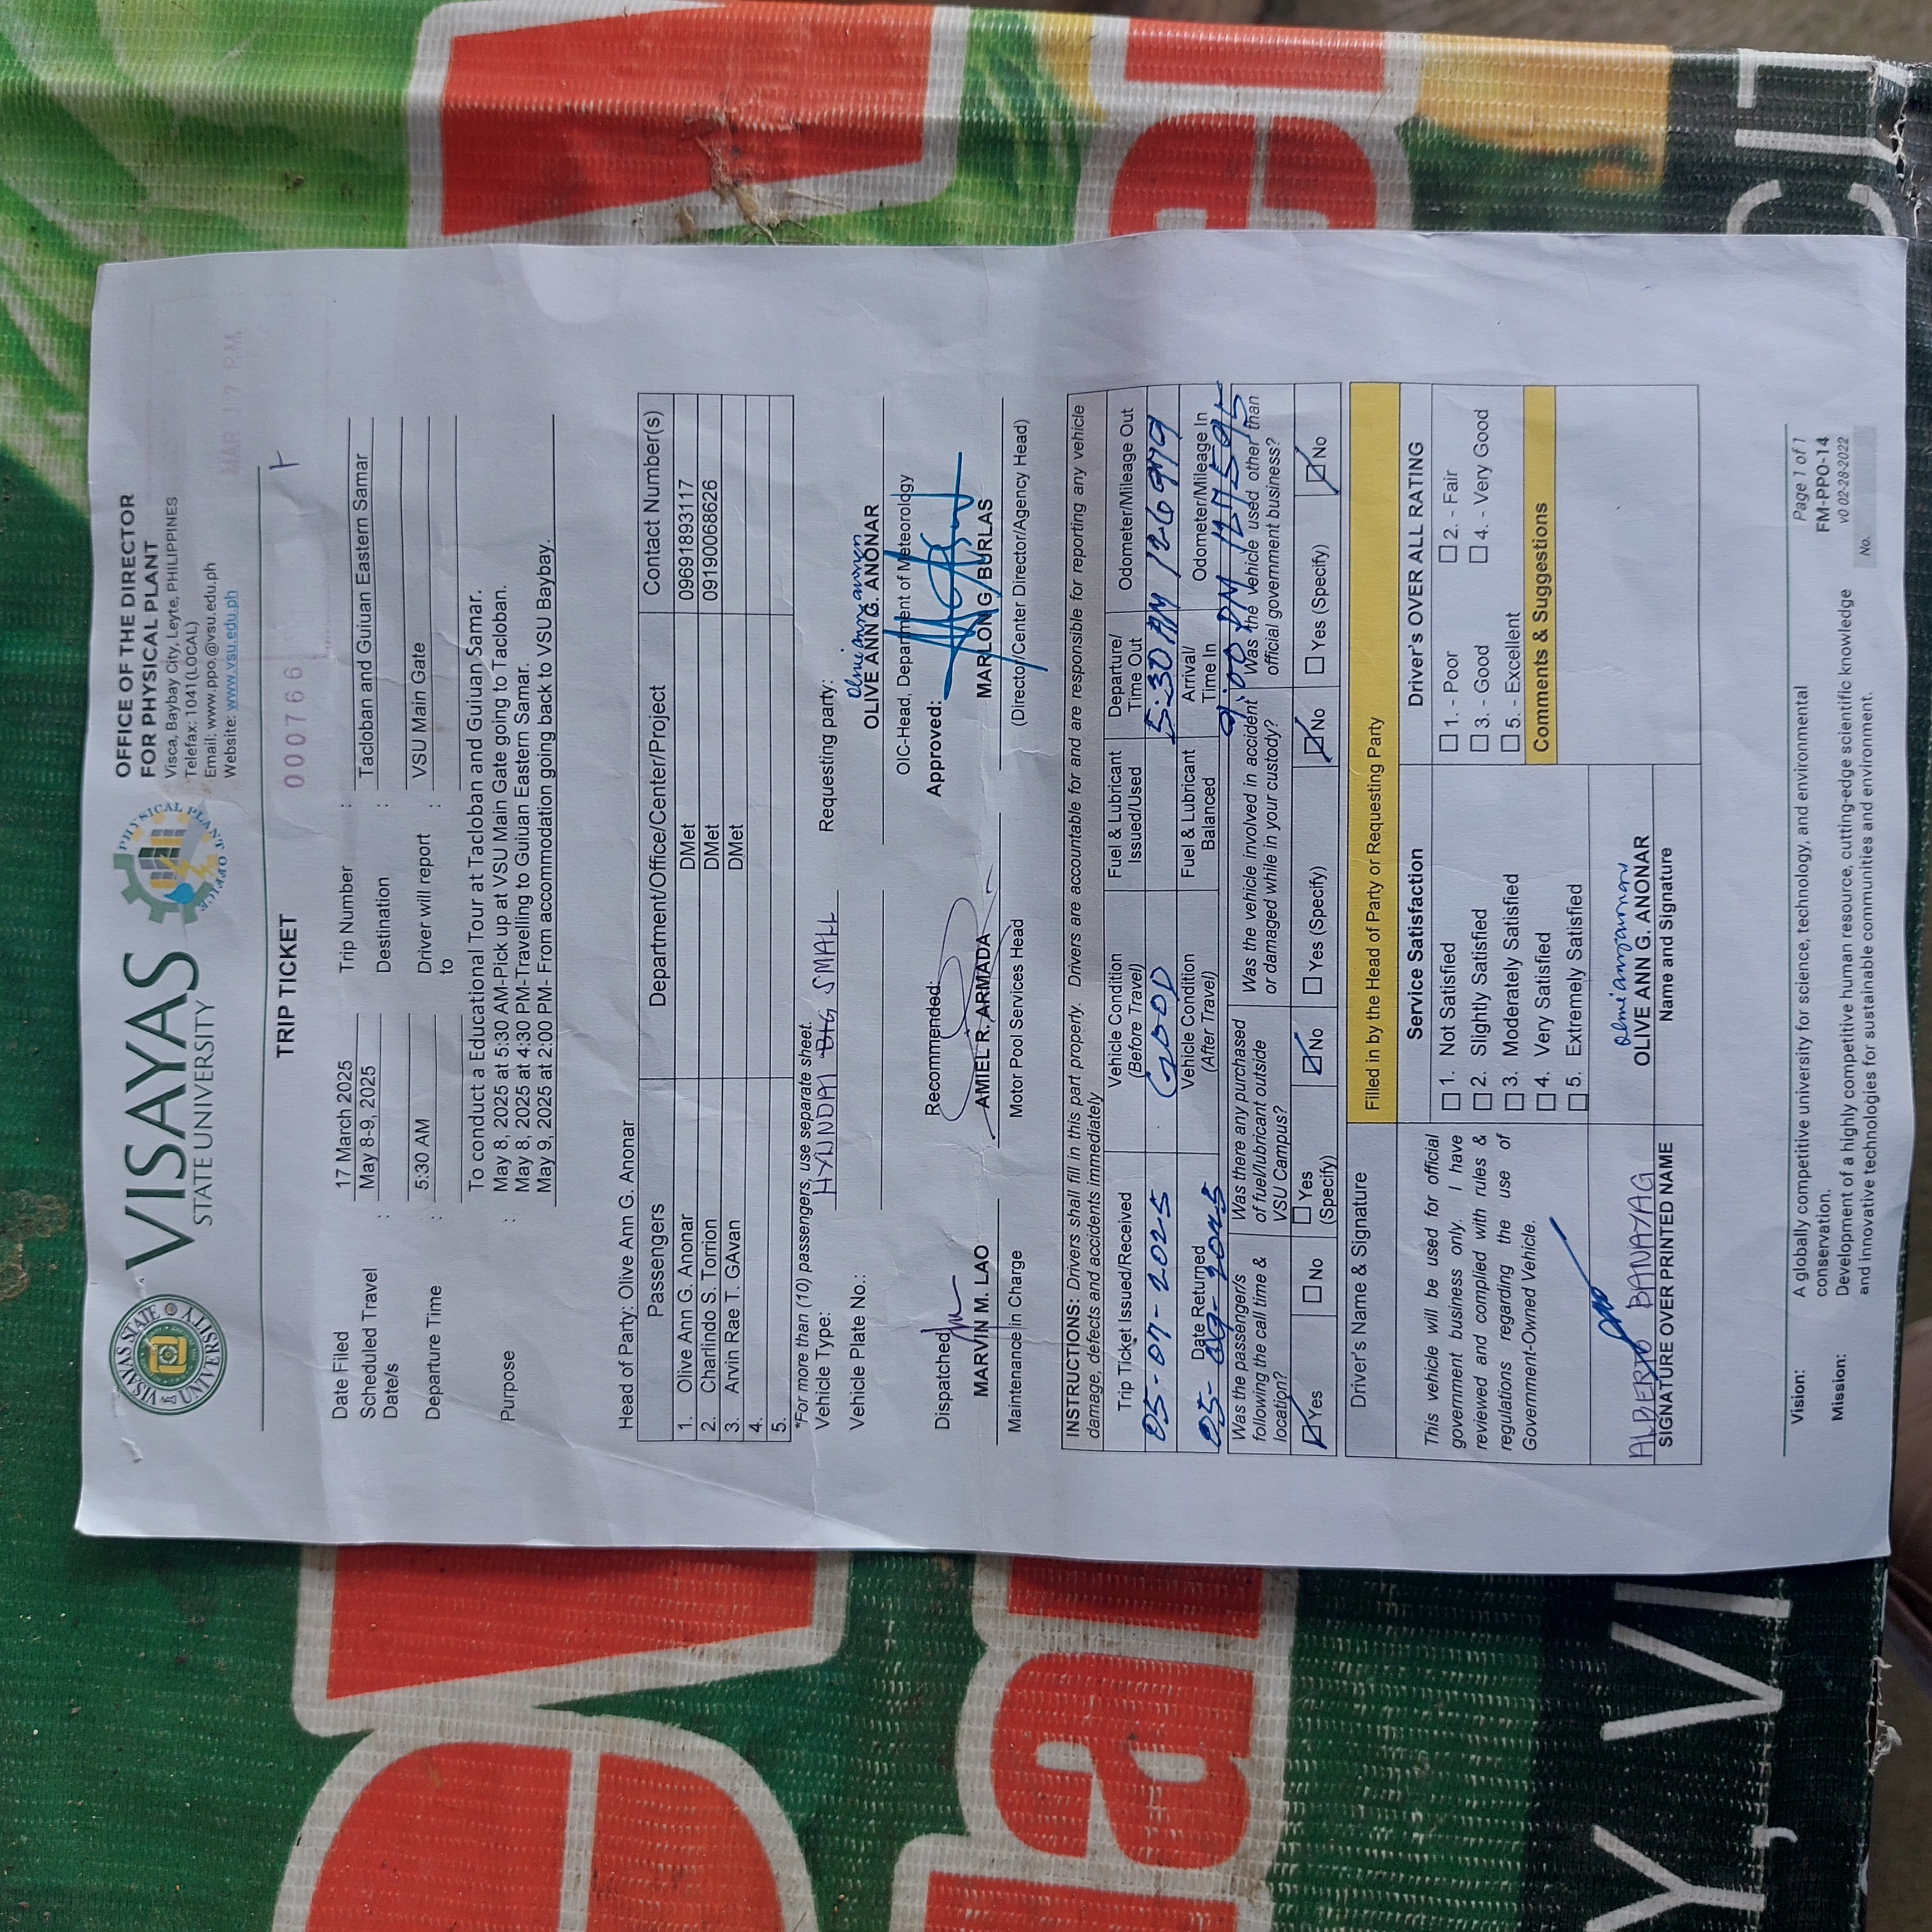 VISAYAS
STATE UNIVERSITY
VISAYAS STATE UNIVERSITY
PHYSICAL PLANT OFFICE
OFFICE OF THE DIRECTOR
FOR PHYSICAL PLANT
Visca, Baybay City, Leyte, PHILIPPINES
Telefax: 1041(LOCAL)
Email: www.ppo.@vsu.edu.ph
Website: www.vsu.edu.ph
MAR 17 P.M
TRIP TICKET
000766
Date Filed 17 March 2025 Trip Number :
Scheduled Travel Date/s : May 8-9, 2025 Destination : Tacloban and Guiuan Eastern Samar
Departure Time : 5:30 AM Driver will report to : VSU Main Gate
Purpose : To conduct a Educational Tour at Tacloban and Guiuan Samar.
May 8, 2025 at 5:30 AM-Pick up at VSU Main Gate going to Tacloban.
May 8, 2025 at 4:30 PM-Travelling to Guiuan Eastern Samar.
May 9, 2025 at 2:00 PM- From accommodation going back to VSU Baybay.
Head of Party: Olive Ann G. Anonar
Passengers Department/Office/Center/Project Contact Number(s)
1. Olive Ann G. Anonar DMet 09691893117
2. Charlindo S. Torrion DMet 09190068626
3. Arvin Rae T. GAvan DMet
4.
5.
*For more than (10) passengers, use separate sheet.
Vehicle Type: HYUNDAI BIG SMALL Requesting party:
Vehicle Plate No.:
OLIVE ANN G. ANONAR
OIC-Head, Department of Meteorology
Dispatched Recommended: Approved:
MARVIN M. LAO AMIEL R. ARMADA MARLON G. BURLAS
Maintenance in Charge Motor Pool Services Head (Director/Center Director/Agency Head)
INSTRUCTIONS: Drivers shall fill in this part properly. Drivers are accountable for and are responsible for reporting any vehicle
damage, defects and accidents immediately
Trip Ticket Issued/Received Vehicle Condition (Before Travel) Fuel & Lubricant Issued/Used Departure/ Time Out Odometer/Mileage Out
05-07-2025 GOOD 5:30 AM 126979
Date Returned Vehicle Condition (After Travel) Fuel & Lubricant Balanced Arrival/ Time In Odometer/Mileage In
05-09-2025 9:00 PM 127595
Was the passenger/s following the call time & location? Was there any purchased of fuel/lubricant outside VSU Campus? Was the vehicle involved in accident or damaged while in your custody? Was the vehicle used other than official government business?
Yes No Yes (Specify) No Yes (Specify) No Yes (Specify) No
Driver's Name & Signature Filled in by the Head of Party or Requesting Party
This vehicle will be used for official
government business only. I have
reviewed and complied with rules &
regulations regarding the use of
Government-Owned Vehicle.
Service Satisfaction
1. Not Satisfied
2. Slightly Satisfied
3. Moderately Satisfied
4. Very Satisfied
5. Extremely Satisfied
Driver's OVER ALL RATING
1. - Poor 2. - Fair
3. - Good 4. - Very Good
5. - Excellent
Comments & Suggestions
ALBERTO BANAYAG
SIGNATURE OVER PRINTED NAME
OLIVE ANN G. ANONAR
Name and Signature
Vision: A globally competitive university for science, technology, and environmental
conservation.
Mission: Development of a highly competitive human resource, cutting-edge scientific knowledge
and innovative technologies for sustainable communities and environment.
Page 1 of 1
FM-PPO-14
v0 02-28-2022
No.
Y, VI